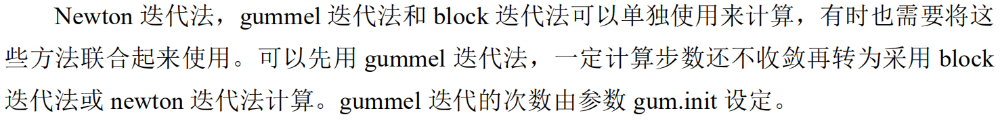 Newton 迭代法，gummel 迭代法和 block 迭代法可以单独使用来计算，有时也需要将这
些方法联合起来使用。可以先用 gummel 迭代法，一定计算步数还不收敛再转为采用 block
迭代法或 newton 迭代法计算。gummel 迭代的次数由参数 gum.init 设定。